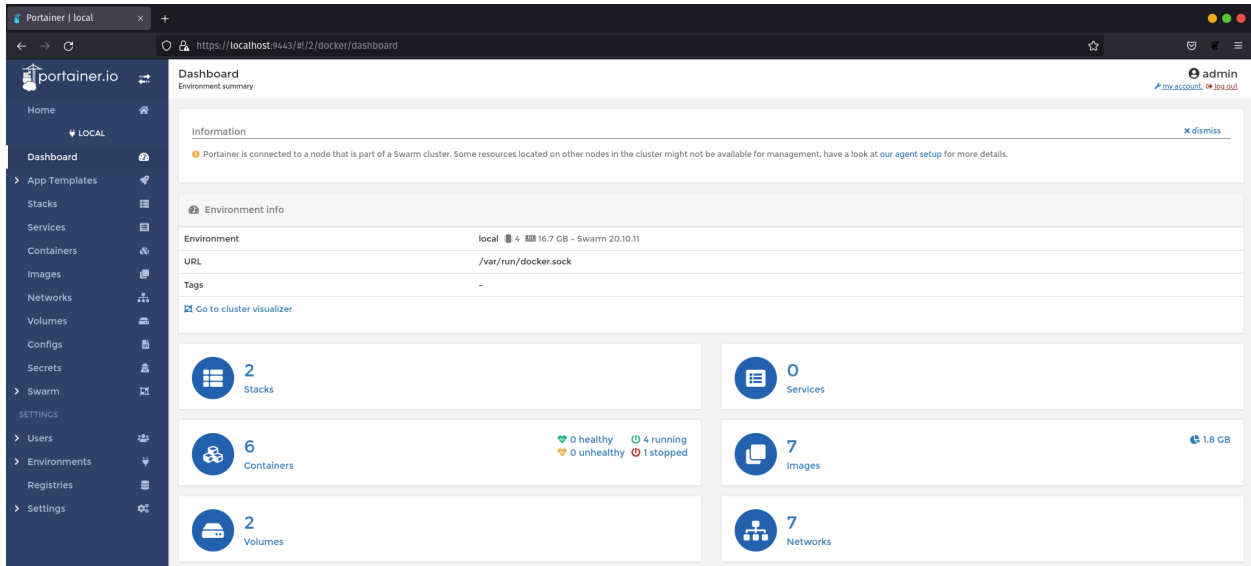 Portainer | local
https://localhost:9443/#!/2/docker/dashboard
portainer.io
Home
LOCAL
Dashboard
App Templates
Stacks
Services
Containers
Images
Networks
Volumes
Configs
Secrets
Swarm
SETTINGS
Users
Environments
Registries
Settings
Dashboard
Environment summary
admin
my account log out
Information
dismiss
Portainer is connected to a node that is part of a Swarm cluster. Some resources located on other nodes in the cluster might not be available for management, have a look at our agent setup for more details.
Environment info
Environment local 4 16.7 GB - Swarm 20.10.11
URL /var/run/docker.sock
Tags -
Go to cluster visualizer
2
Stacks
0
Services
6
Containers
0 healthy 4 running
0 unhealthy 1 stopped
7
Images
1.8 GB
2
Volumes
7
Networks